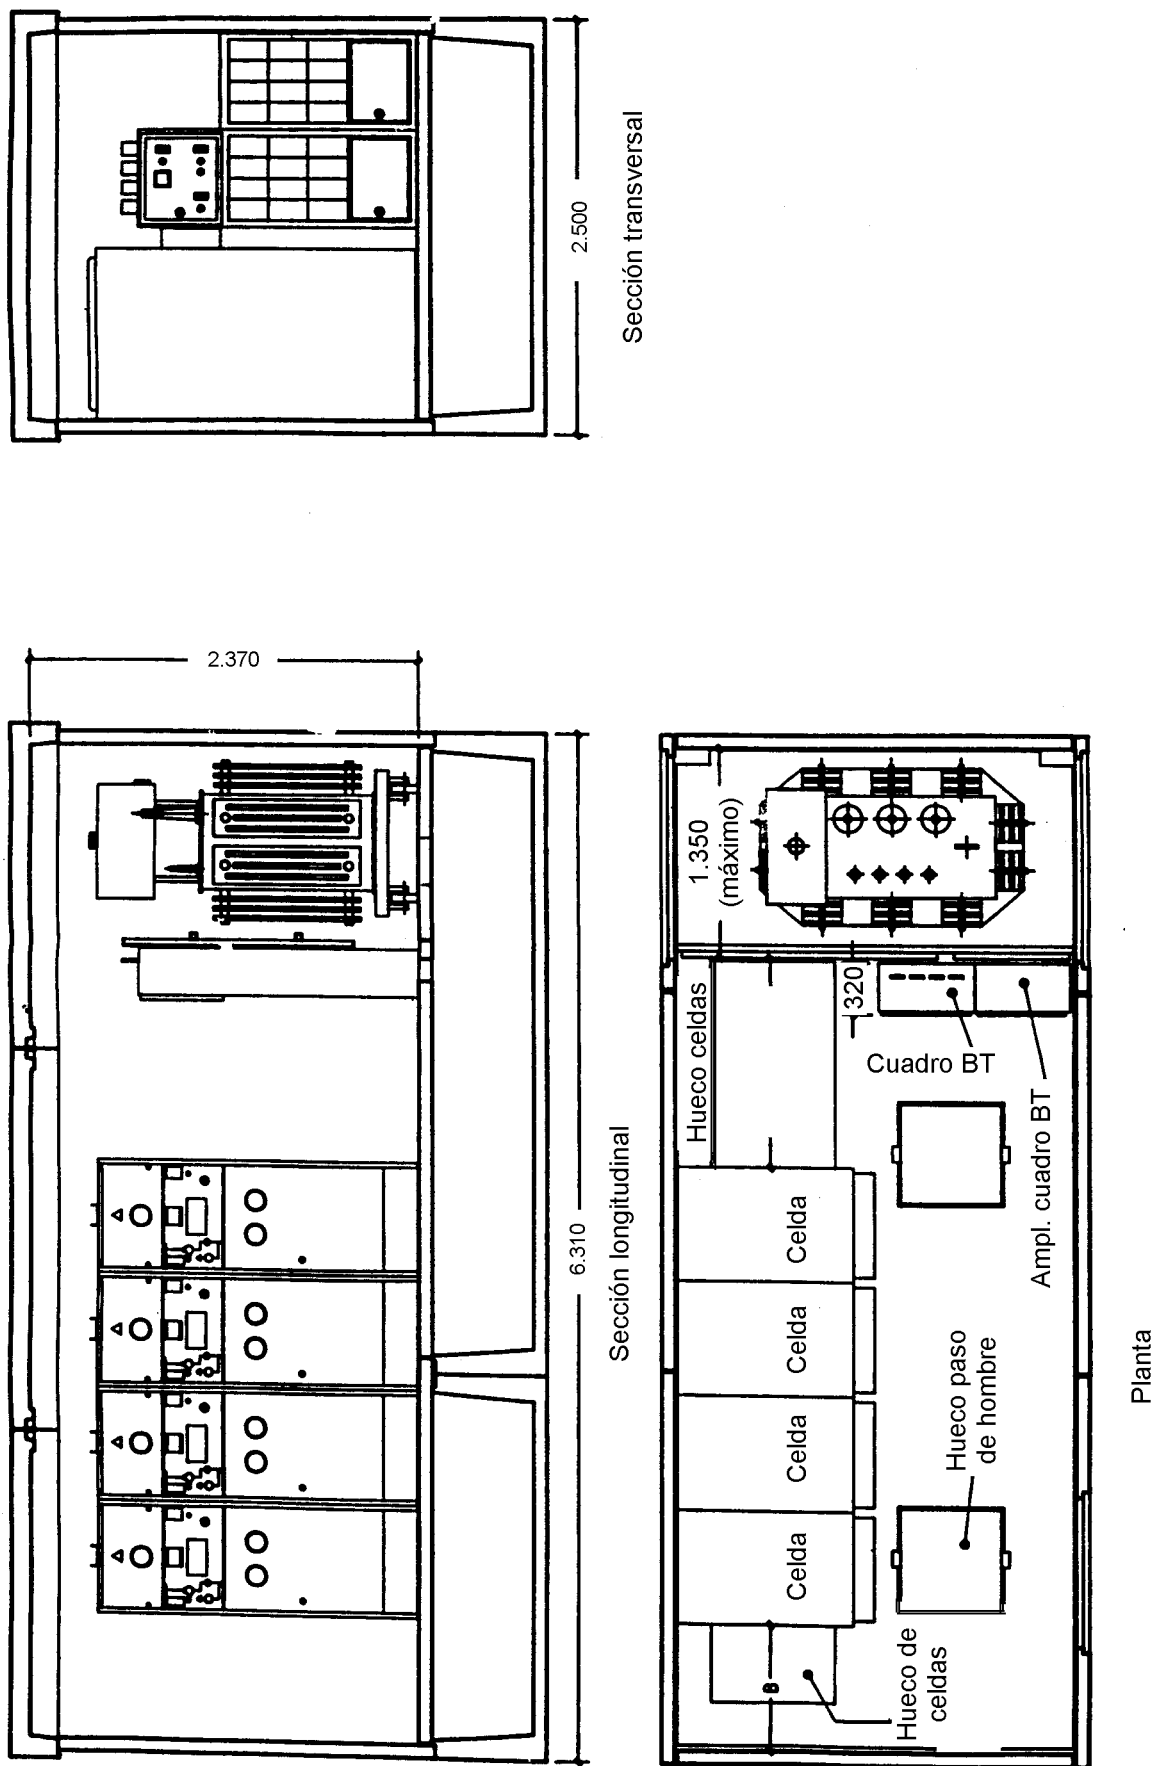 2.500
Sección transversal
2.370
6.310
Sección longitudinal
1.350
(máximo)
320
Hueco celdas
Cuadro BT
Ampl. cuadro BT
Celda
Celda
Celda
Celda
Hueco paso
de hombre
B
Hueco de
celdas
Planta